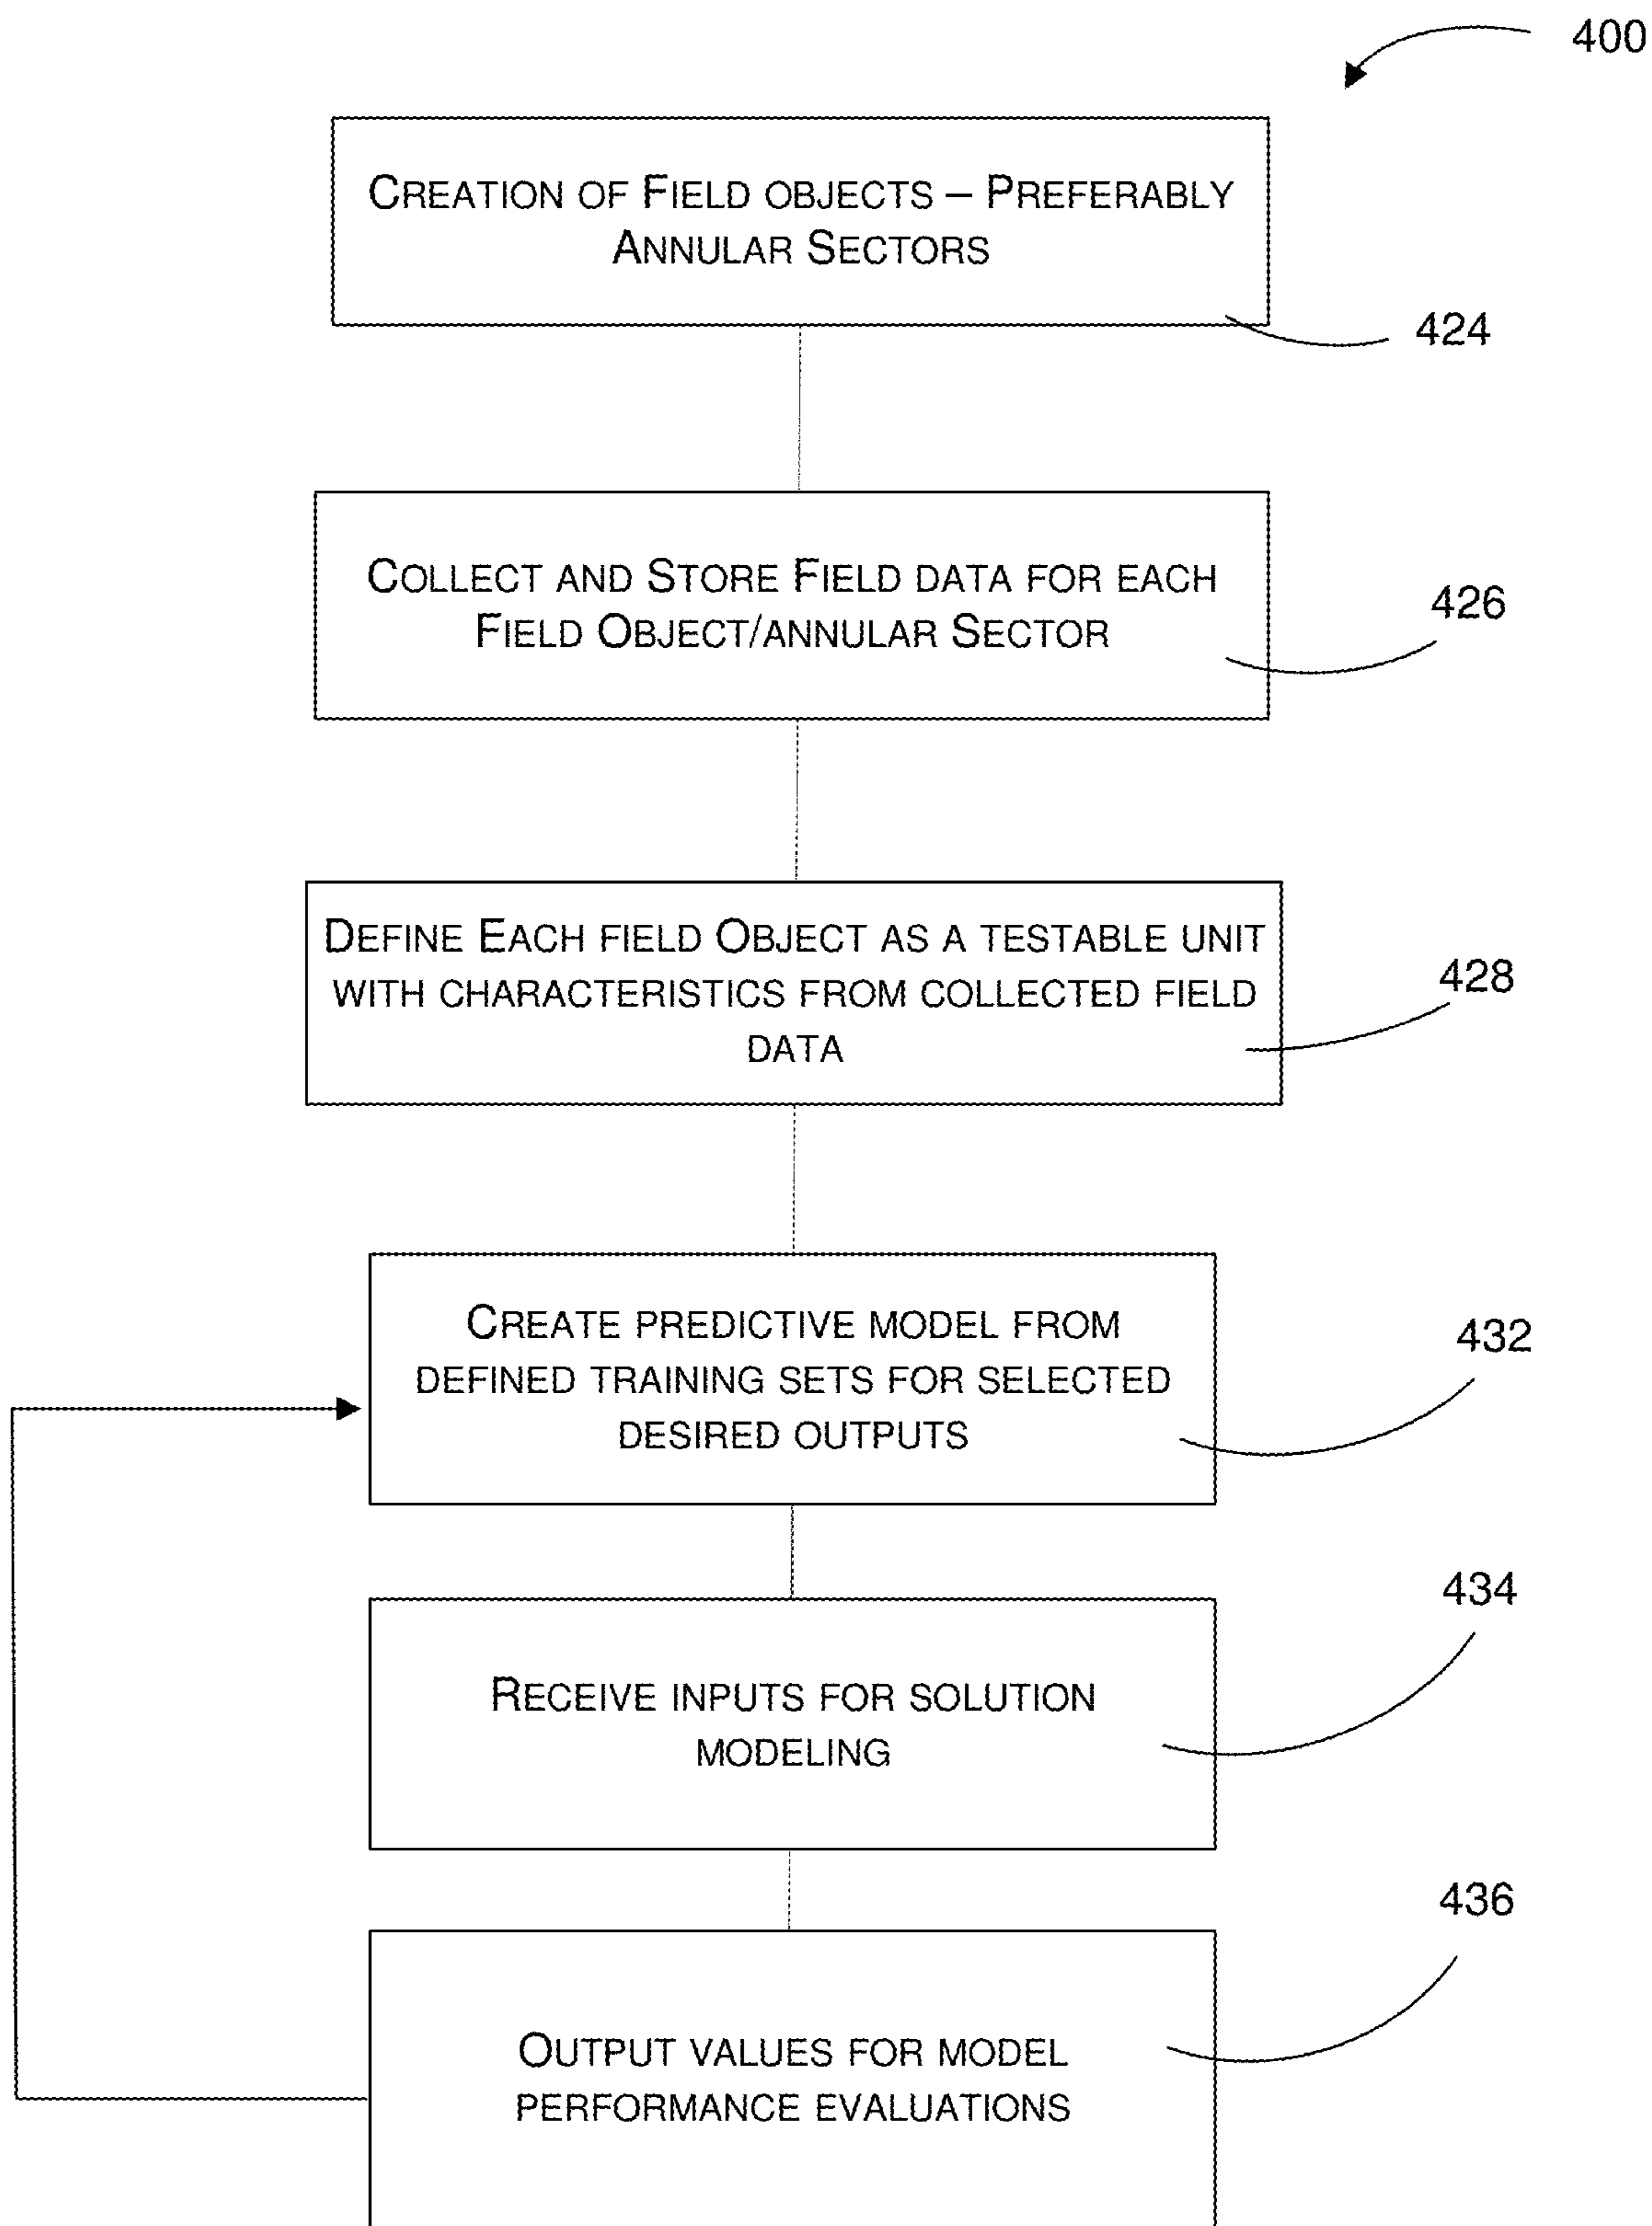 400
CREATION OF FIELD OBJECTS – PREFERABLY
ANNULAR SECTORS
424
COLLECT AND STORE FIELD DATA FOR EACH
FIELD OBJECT/ANNULAR SECTOR
426
DEFINE EACH FIELD OBJECT AS A TESTABLE UNIT
WITH CHARACTERISTICS FROM COLLECTED FIELD
DATA
428
CREATE PREDICTIVE MODEL FROM
DEFINED TRAINING SETS FOR SELECTED
DESIRED OUTPUTS
432
RECEIVE INPUTS FOR SOLUTION
MODELING
434
OUTPUT VALUES FOR MODEL
PERFORMANCE EVALUATIONS
436